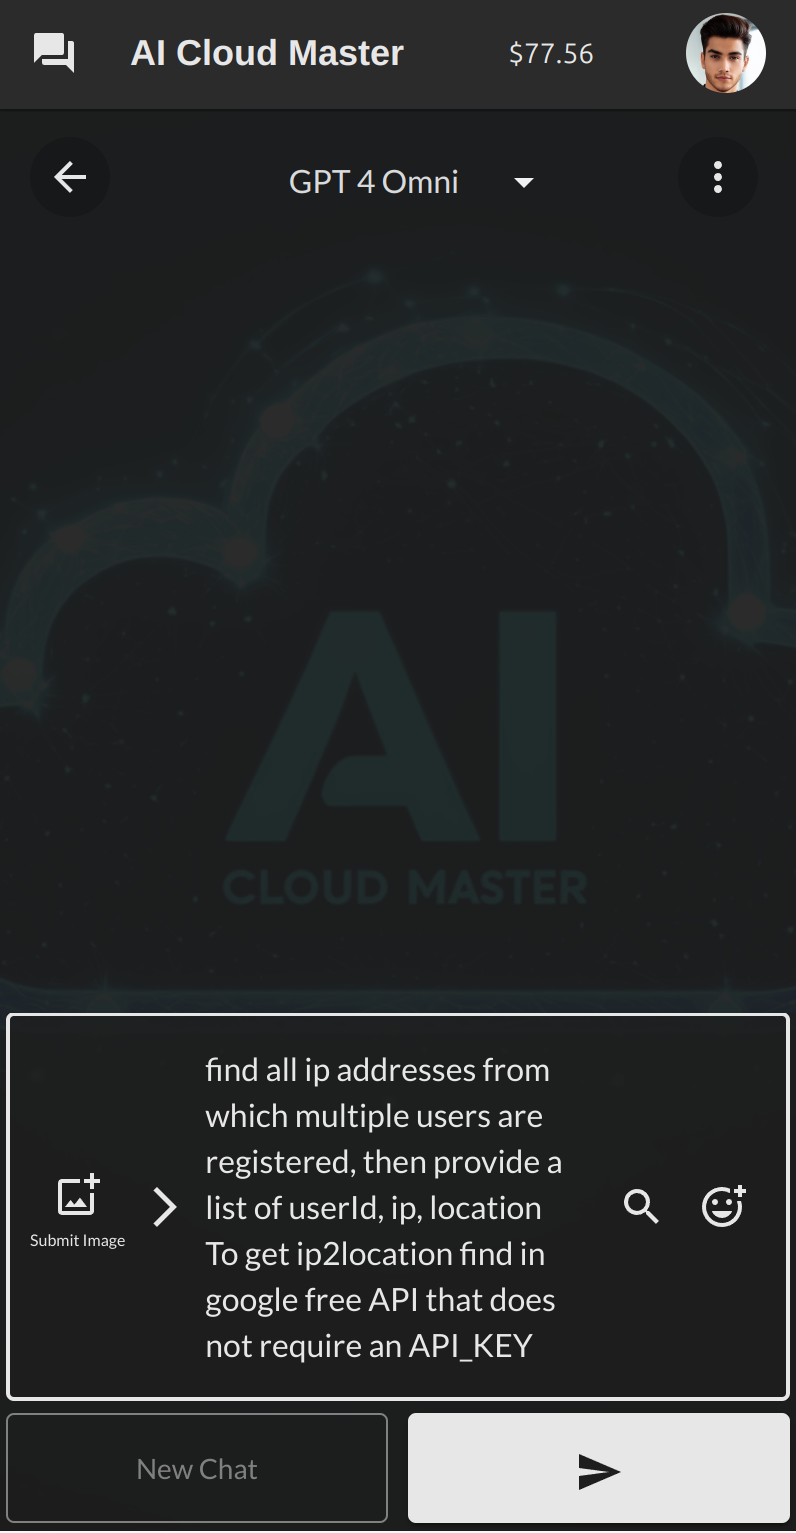 AI Cloud Master
$77.56
GPT 4 Omni
AI
CLOUD MASTER
find all ip addresses from
which multiple users are
registered, then provide a
list of userId, ip, location
To get ip2location find in
google free API that does
not require an API_KEY
Submit Image
New Chat